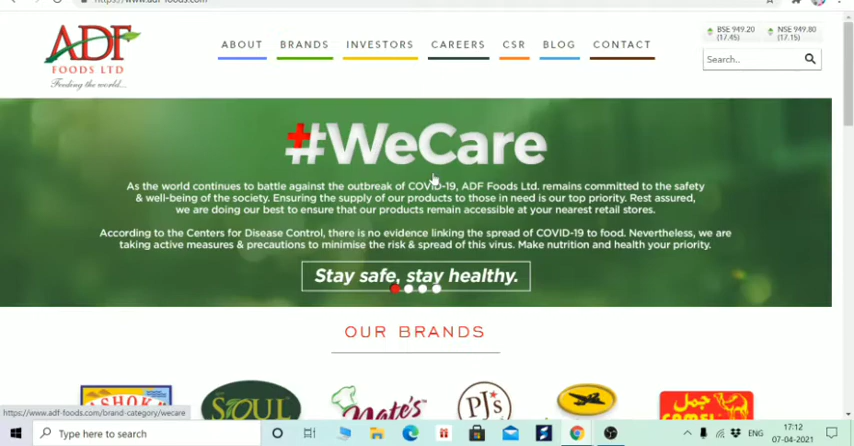 https://www.adf-foods.com
ADF
FOODS LTD
Feeding the world...
ABOUT BRANDS INVESTORS CAREERS CSR BLOG CONTACT
BSE 949.20 NSE 949.80
(17.45) (17.15)
Search..
#WeCare
As the world continues to battle against the outbreak of COVID-19, ADF Foods Ltd. remains committed to the safety
& well-being of the society. Ensuring the supply of our products to those in need is our top priority. Rest assured,
we are doing our best to ensure that our products remain accessible at your nearest retail stores.
According to the Centers for Disease Control, there is no evidence linking the spread of COVID-19 to food. Nevertheless, we are
taking active measures & precautions to minimise the risk & spread of this virus. Make nutrition and health your priority.
Stay safe, stay healthy.
OUR BRANDS
ASHOKA SOUL Nate's PJ's جمل
CAMEL
https://www.adf-foods.com/brand-category/wecare
Type here to search
ENG
17:12
07-04-2021